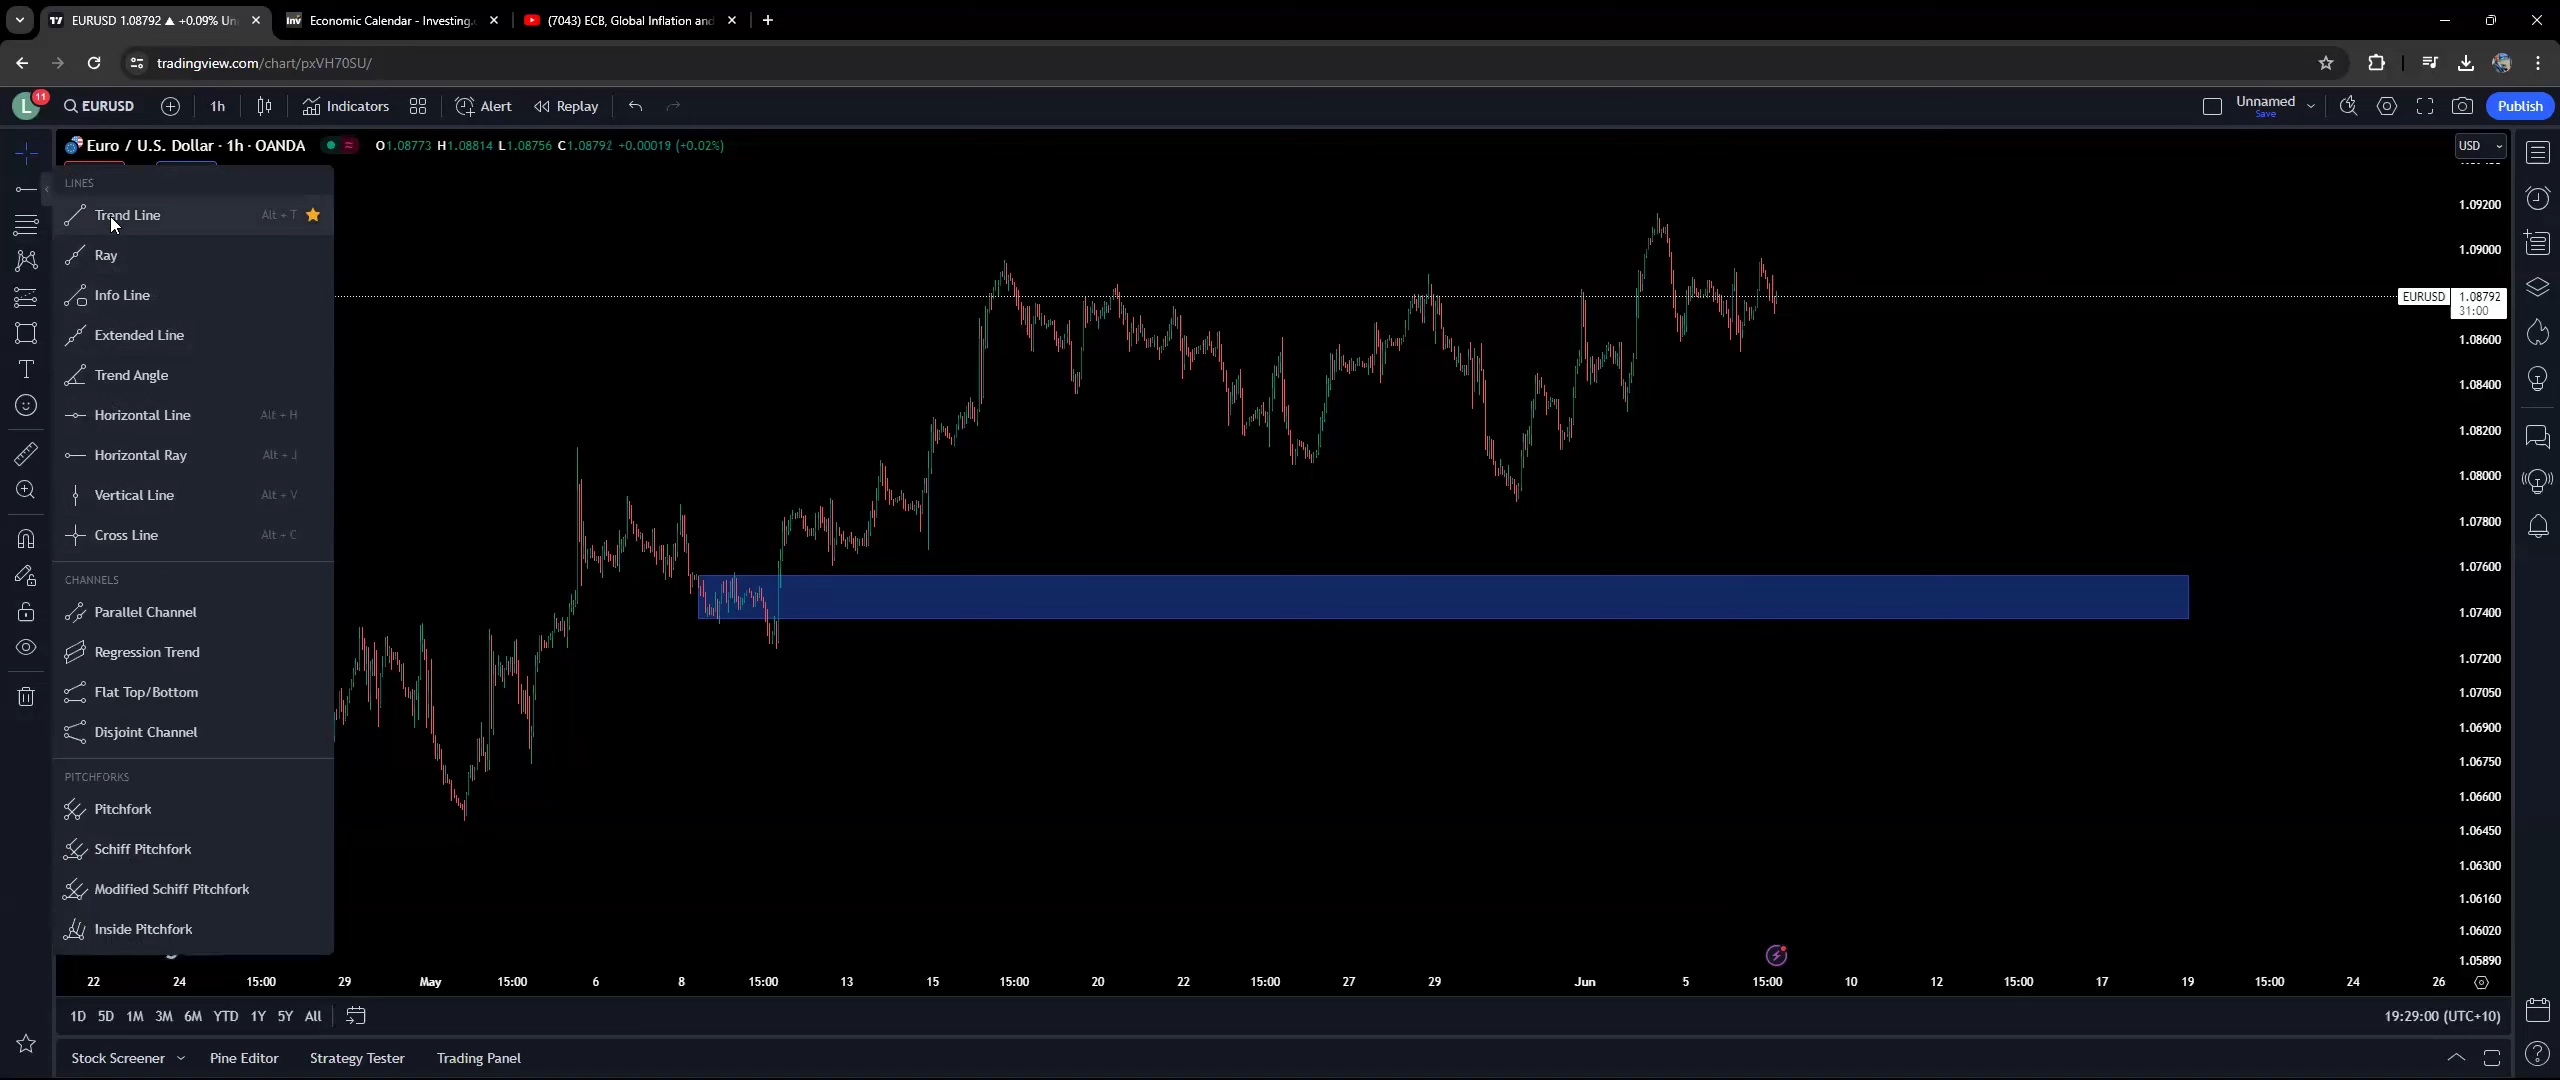 EURUSD 1.08792 ▲ +0.09% Un
Economic Calendar - Investing.
(7043) ECB, Global Inflation and
tradingview.com/chart/pxVH70SU/
L
11
EURUSD
1h
Indicators
Alert
Replay
Unnamed
Save
Publish
Euro / U.S. Dollar · 1h · OANDA
O1.08773 H1.08814 L1.08756 C1.08792 +0.00019 (+0.02%)
USD
LINES
Trend Line Alt + T
Ray
Info Line
Extended Line
Trend Angle
Horizontal Line Alt + H
Horizontal Ray Alt + J
Vertical Line Alt + V
Cross Line Alt + C
CHANNELS
Parallel Channel
Regression Trend
Flat Top/Bottom
Disjoint Channel
PITCHFORKS
Pitchfork
Schiff Pitchfork
Modified Schiff Pitchfork
Inside Pitchfork
1.09200
1.09000
EURUSD 1.08792
31:00
1.08600
1.08400
1.08200
1.08000
1.07800
1.07600
1.07400
1.07200
1.07050
1.06900
1.06750
1.06600
1.06450
1.06300
1.06160
1.06020
1.05890
22 24 15:00 29 May 15:00 6 8 15:00 13 15 15:00 20 22 15:00 27 29 Jun 5 15:00 10 12 15:00 17 19 15:00 24 26
1D 5D 1M 3M 6M YTD 1Y 5Y All
19:29:00 (UTC+10)
Stock Screener Pine Editor Strategy Tester Trading Panel